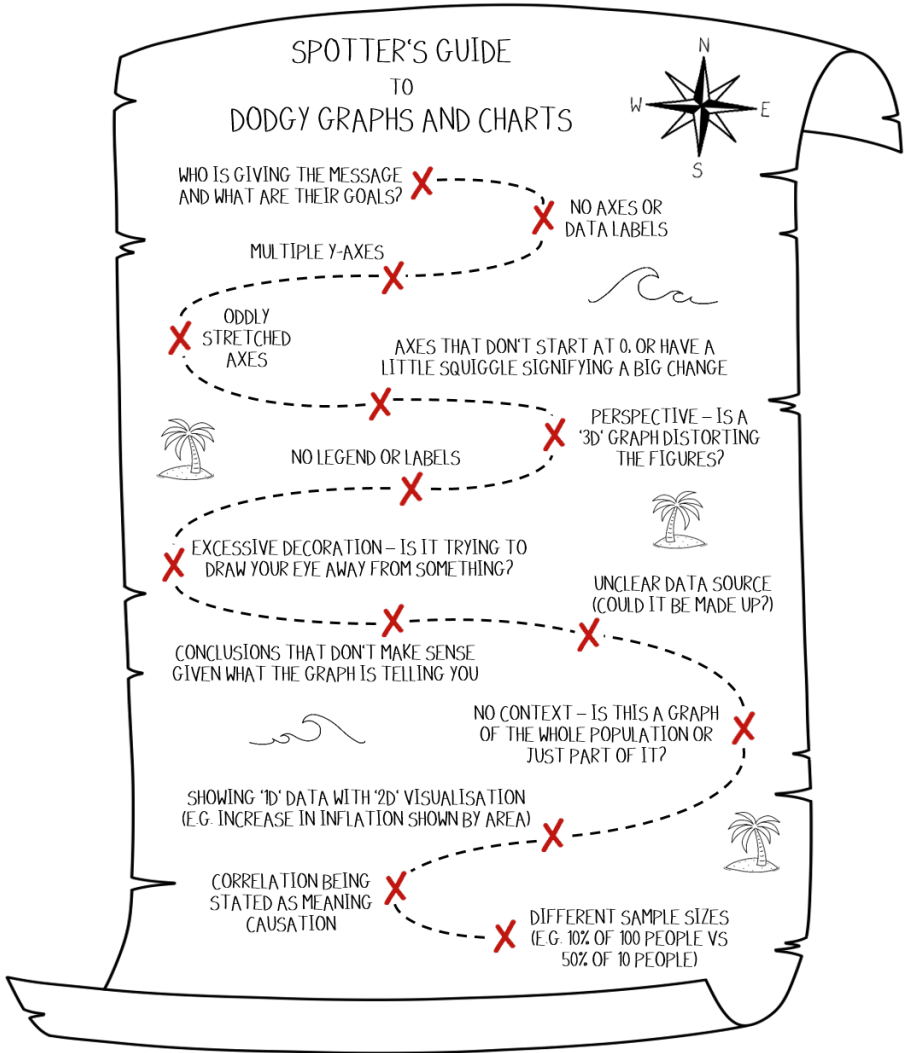 SPOTTER'S GUIDE
TO
DODGY GRAPHS AND CHARTS
N
W
E
S
WHO IS GIVING THE MESSAGE
AND WHAT ARE THEIR GOALS?
NO AXES OR
DATA LABELS
MULTIPLE Y-AXES
ODDLY
STRETCHED
AXES
AXES THAT DON'T START AT 0, OR HAVE A
LITTLE SQUIGGLE SIGNIFYING A BIG CHANGE
PERSPECTIVE – IS A
'3D' GRAPH DISTORTING
THE FIGURES?
NO LEGEND OR LABELS
EXCESSIVE DECORATION – IS IT TRYING TO
DRAW YOUR EYE AWAY FROM SOMETHING?
UNCLEAR DATA SOURCE
(COULD IT BE MADE UP?)
CONCLUSIONS THAT DON'T MAKE SENSE
GIVEN WHAT THE GRAPH IS TELLING YOU
NO CONTEXT – IS THIS A GRAPH
OF THE WHOLE POPULATION OR
JUST PART OF IT?
SHOWING '1D' DATA WITH '2D' VISUALISATION
(E.G. INCREASE IN INFLATION SHOWN BY AREA)
CORRELATION BEING
STATED AS MEANING
CAUSATION
DIFFERENT SAMPLE SIZES
(E.G. 10% OF 100 PEOPLE VS
50% OF 10 PEOPLE)